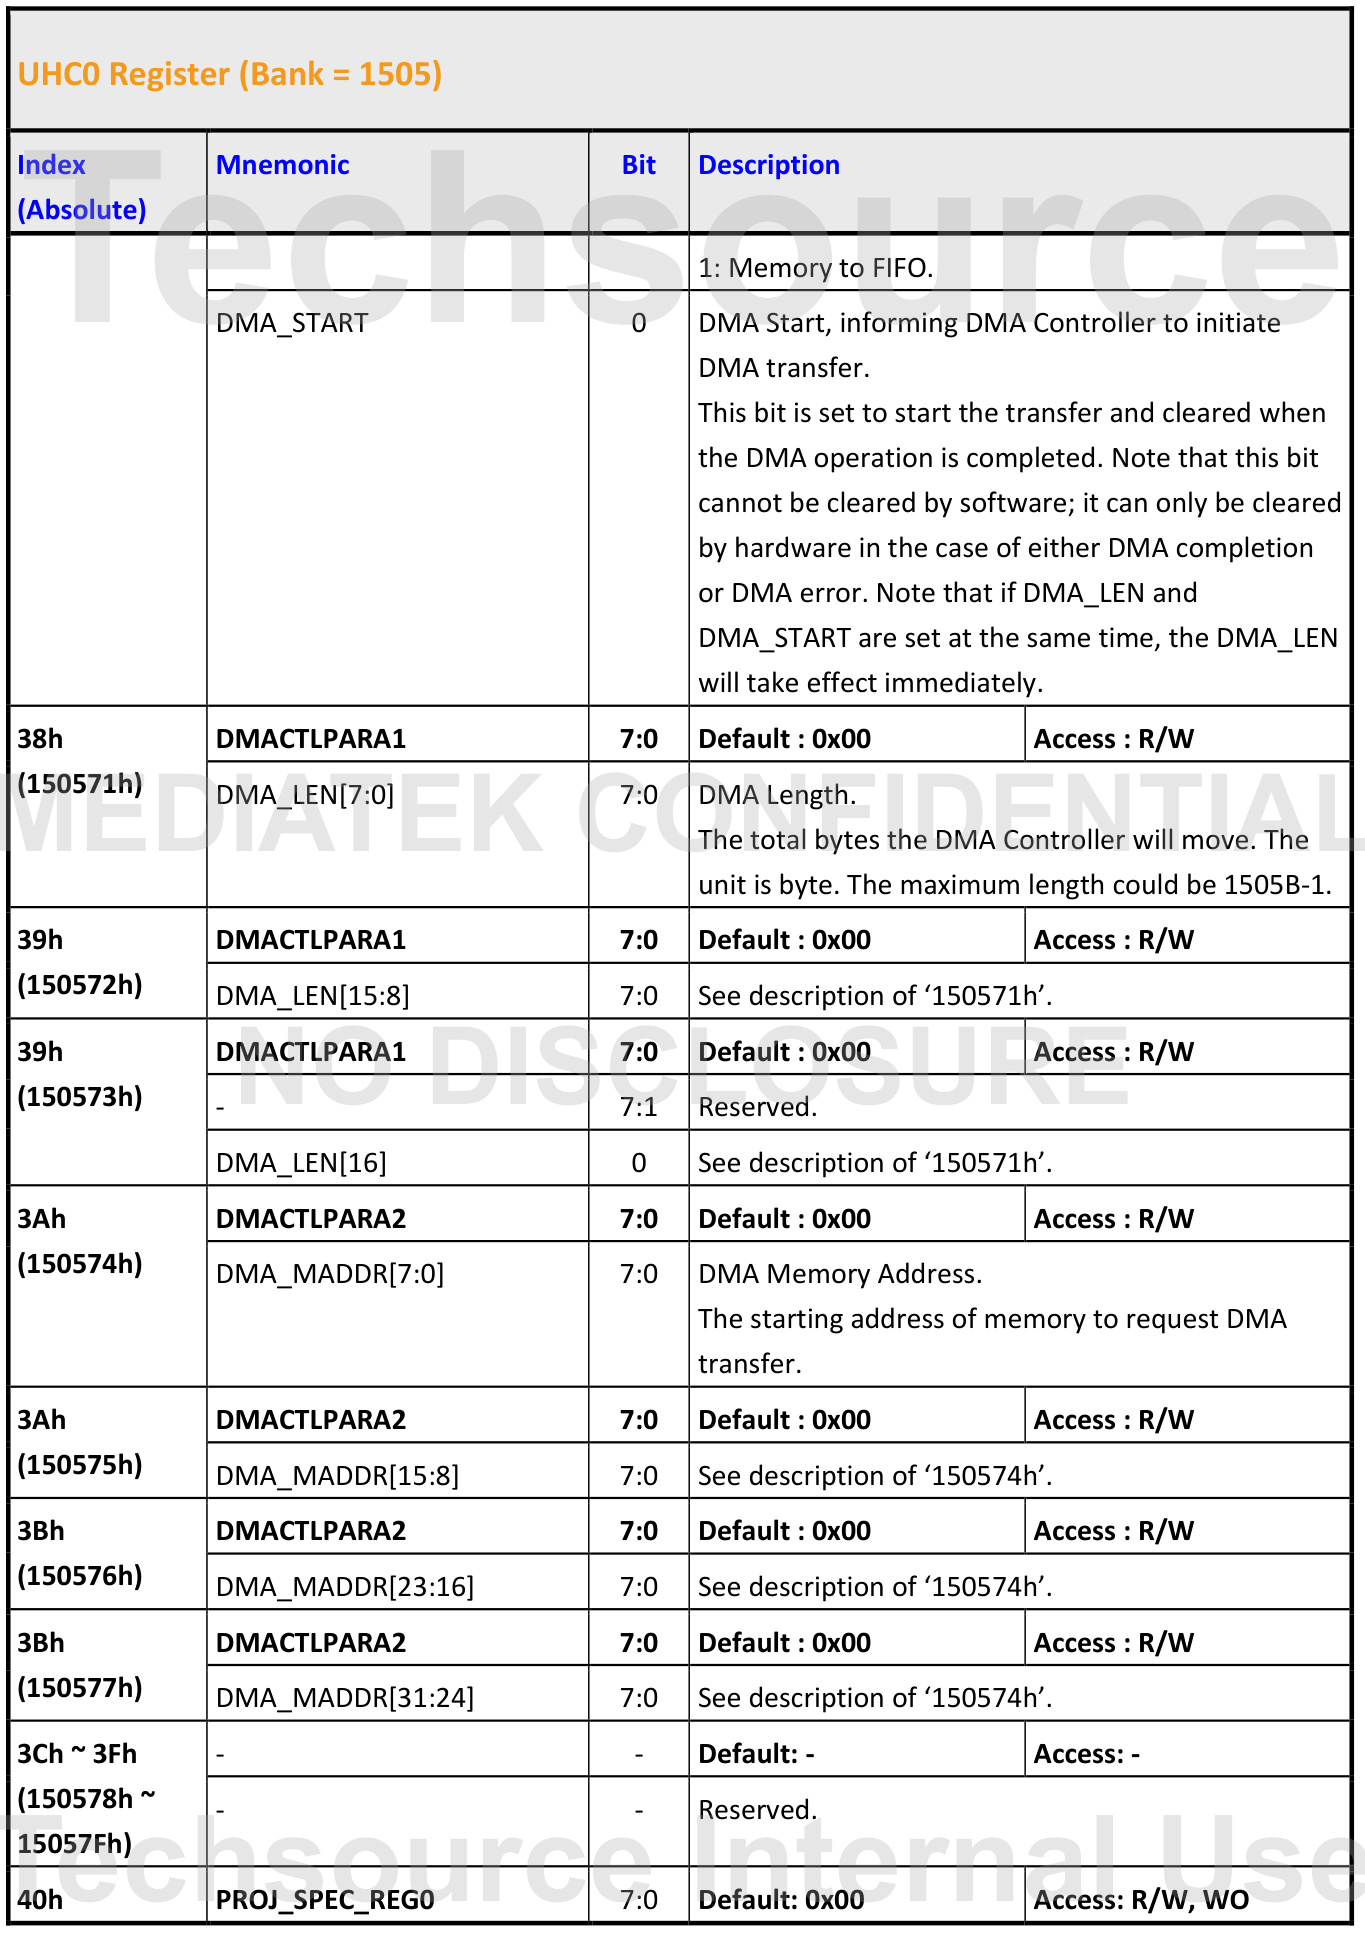 UHC0 Register (Bank = 1505)
Index
(Absolute)
Mnemonic
Bit
Description
Techsource
1: Memory to FIFO.
DMA_START
0
DMA Start, informing DMA Controller to initiate
DMA transfer.
This bit is set to start the transfer and cleared when
the DMA operation is completed. Note that this bit
cannot be cleared by software; it can only be cleared
by hardware in the case of either DMA completion
or DMA error. Note that if DMA_LEN and
DMA_START are set at the same time, the DMA_LEN
will take effect immediately.
38h
(150571h)
DMACTLPARA1
7:0
Default : 0x00
Access : R/W
MEDIATEK CONFIDENTIAL
DMA_LEN[7:0]
7:0
DMA Length.
The total bytes the DMA Controller will move. The
unit is byte. The maximum length could be 1505B-1.
39h
(150572h)
DMACTLPARA1
7:0
Default : 0x00
Access : R/W
DMA_LEN[15:8]
7:0
See description of ‘150571h’.
39h
(150573h)
DMACTLPARA1
7:0
Default : 0x00
Access : R/W
NO DISCLOSURE
-
7:1
Reserved.
DMA_LEN[16]
0
See description of ‘150571h’.
3Ah
(150574h)
DMACTLPARA2
7:0
Default : 0x00
Access : R/W
DMA_MADDR[7:0]
7:0
DMA Memory Address.
The starting address of memory to request DMA
transfer.
3Ah
(150575h)
DMACTLPARA2
7:0
Default : 0x00
Access : R/W
DMA_MADDR[15:8]
7:0
See description of ‘150574h’.
3Bh
(150576h)
DMACTLPARA2
7:0
Default : 0x00
Access : R/W
DMA_MADDR[23:16]
7:0
See description of ‘150574h’.
3Bh
(150577h)
DMACTLPARA2
7:0
Default : 0x00
Access : R/W
DMA_MADDR[31:24]
7:0
See description of ‘150574h’.
3Ch ~ 3Fh
(150578h ~
15057Fh)
-
-
Default: -
Access: -
-
-
Reserved.
Techsource Internal Use
40h
PROJ_SPEC_REG0
7:0
Default: 0x00
Access: R/W, WO